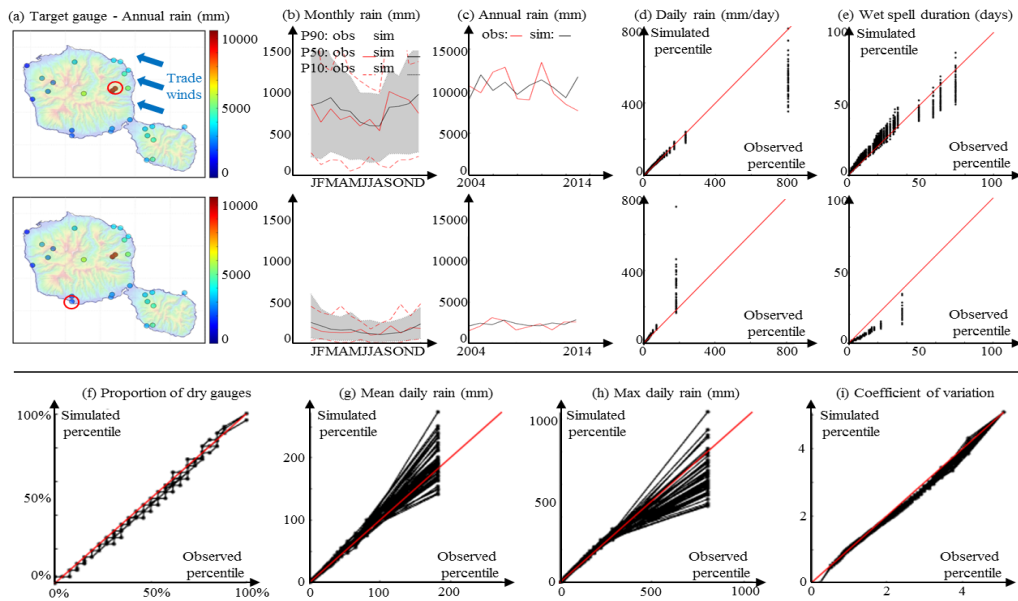 (a) Target gauge - Annual rain (mm)
(b) Monthly rain (mm)
(c) Annual rain (mm)
(d) Daily rain (mm/day)
(e) Wet spell duration (days)
10000
5000
0
Trade
winds
P90: obs sim
P50: obs sim
P10: obs sim
1500
1000
500
0
JFMAMJJASOND
obs: sim:
15000
10000
5000
0
2004 2014
800
Simulated
percentile
400
Observed
percentile
0
0 400 800
100
Simulated
percentile
50
Observed
percentile
0
0 50 100
10000
5000
0
1500
1000
500
0
JFMAMJJASOND
15000
10000
5000
0
2004 2014
800
Simulated
percentile
400
Observed
percentile
0
0 400 800
100
Simulated
percentile
50
Observed
percentile
0
0 50 100
(f) Proportion of dry gauges
(g) Mean daily rain (mm)
(h) Max daily rain (mm)
(i) Coefficient of variation
100%
Simulated
percentile
50%
Observed
percentile
0%
0% 50% 100%
Simulated
percentile
200
100
Observed
percentile
0
0 100 200
1000
Simulated
percentile
500
Observed
percentile
0
0 500 1000
Simulated
percentile
4
2
Observed
percentile
0
2 4